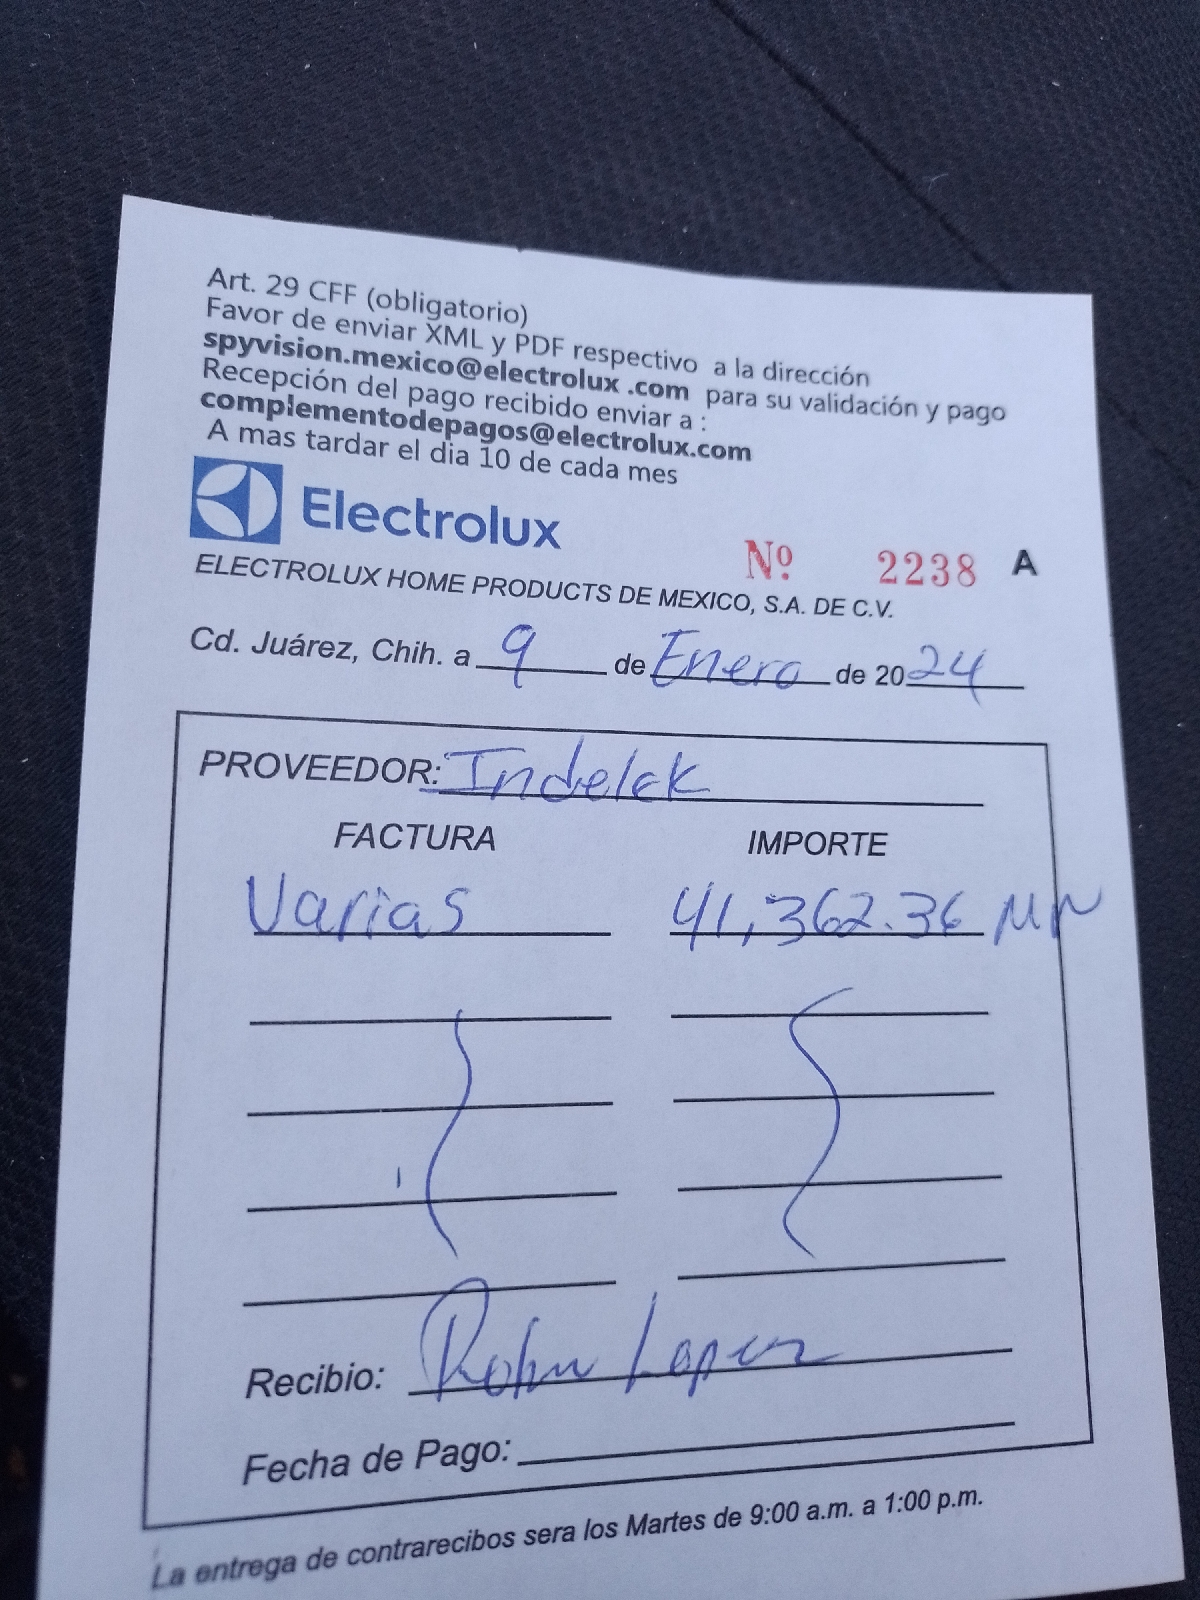 Art. 29 CFF (obligatorio)
Favor de enviar XML y PDF respectivo a la dirección
spyvision.mexico@electrolux .com para su validación y pago
Recepción del pago recibido enviar a :
complementodepagos@electrolux.com
A mas tardar el dia 10 de cada mes
Electrolux
Nº 2238 A
ELECTROLUX HOME PRODUCTS DE MEXICO, S.A. DE C.V.
Cd. Juárez, Chih. a 9 de Enero de 2024
PROVEEDOR: Indelek
FACTURA IMPORTE
Varias 41,362.36 MN
Recibio: Lopez
Fecha de Pago:
La entrega de contrarecibos sera los Martes de 9:00 a.m. a 1:00 p.m.